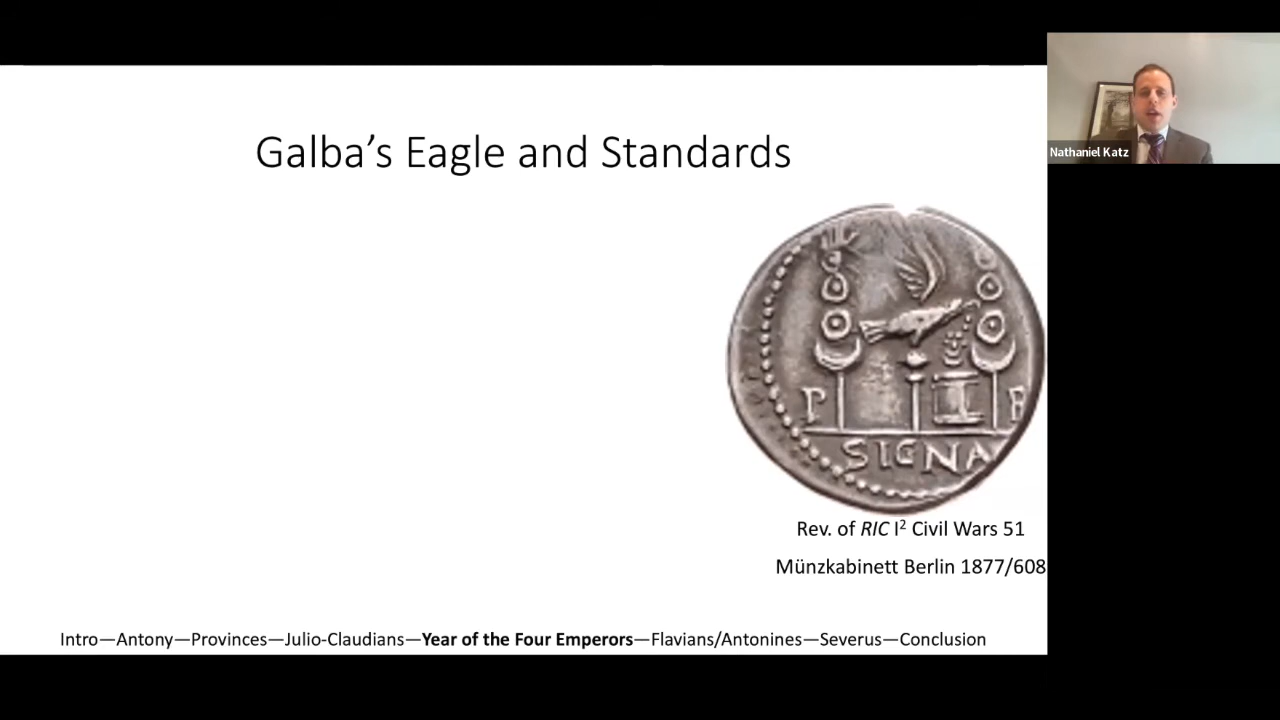 Galba’s Eagle and Standards
Nathaniel Katz
P R
SIGNA
Rev. of RIC I² Civil Wars 51
Münzkabinett Berlin 1877/608
Intro—Antony—Provinces—Julio-Claudians—Year of the Four Emperors—Flavians/Antonines—Severus—Conclusion